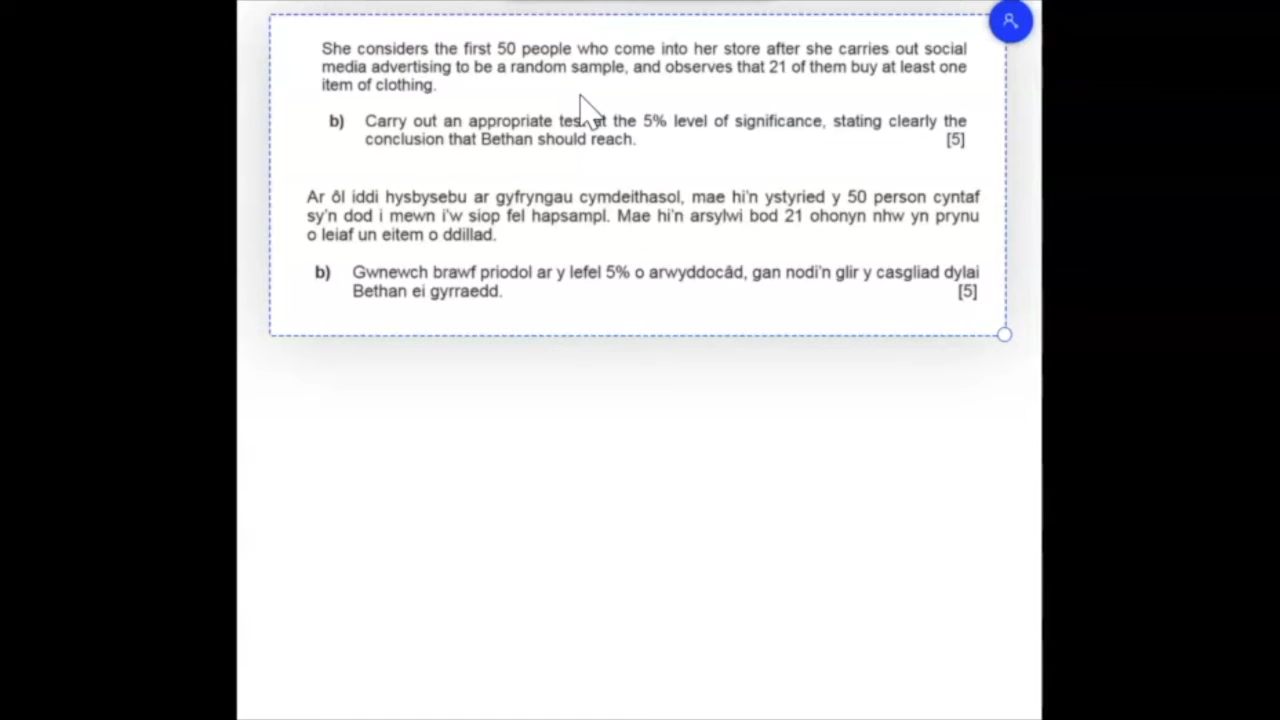 She considers the first 50 people who come into her store after she carries out social
media advertising to be a random sample, and observes that 21 of them buy at least one
item of clothing.
b) Carry out an appropriate test at the 5% level of significance, stating clearly the
conclusion that Bethan should reach. [5]
Ar ôl iddi hysbysebu ar gyfryngau cymdeithasol, mae hi'n ystyried y 50 person cyntaf
sy'n dod i mewn i'w siop fel hapsampl. Mae hi'n arsylwi bod 21 ohonyn nhw yn prynu
o leiaf un eitem o ddillad.
b) Gwnewch brawf priodol ar y lefel 5% o arwyddocâd, gan nodi'n glir y casgliad dylai
Bethan ei gyrraedd. [5]